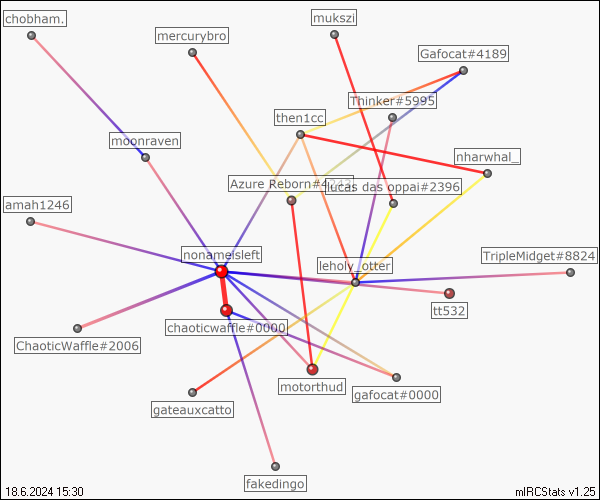 chobham.
mukszi
mercurybro
Gafocat#4189
Thinker#5995
then1cc
moonraven
nharwhal_
Azure Reborn#4243
lucas das oppai#2396
amah1246
nonameisleft
TripleMidget#8824
leholy_otter
tt532
chaoticwaffle#0000
ChaoticWaffle#2006
motorthud
gafocat#0000
gateauxcatto
fakedingo
18.6.2024 15:30
mIRCStats v1.25